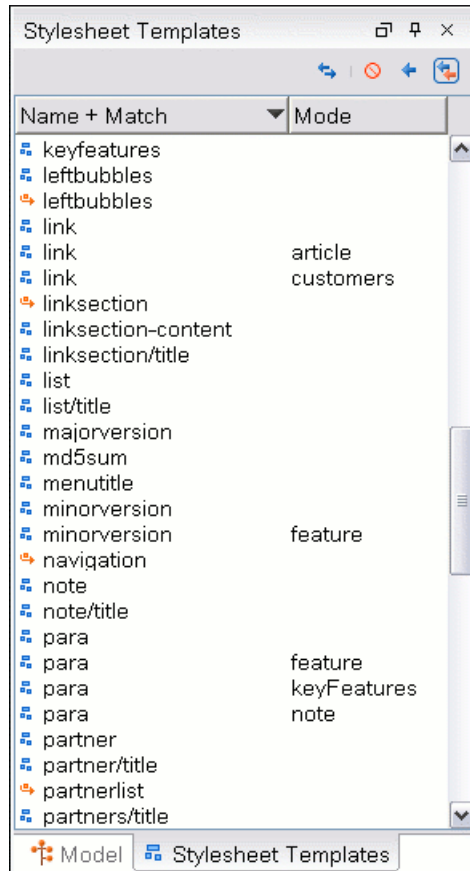 Stylesheet Templates
Name + Match Mode
keyfeatures
leftbubbles
leftbubbles
link
link article
link customers
linksection
linksection-content
linksection/title
list
list/title
majorversion
md5sum
menutitle
minorversion
minorversion feature
navigation
note
note/title
para
para feature
para keyFeatures
para note
partner
partner/title
partnerlist
partners/title
Model Stylesheet Templates